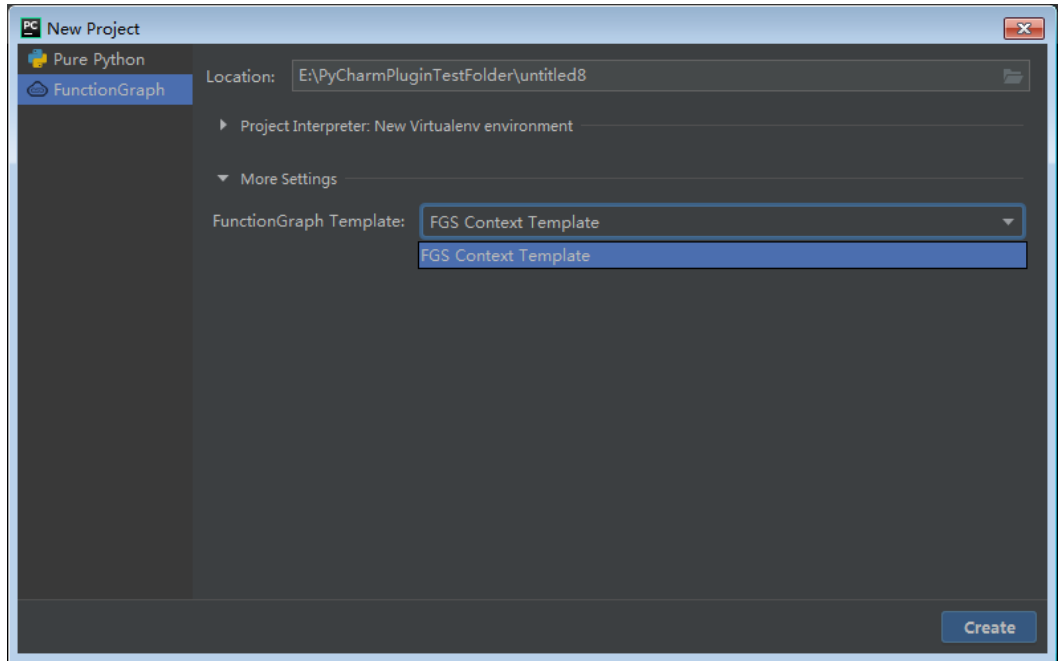 PC New Project
Pure Python
FunctionGraph
Location: E:\PyCharmPluginTestFolder\untitled8
Project Interpreter: New Virtualenv environment
More Settings
FunctionGraph Template: FGS Context Template
FGS Context Template
Create